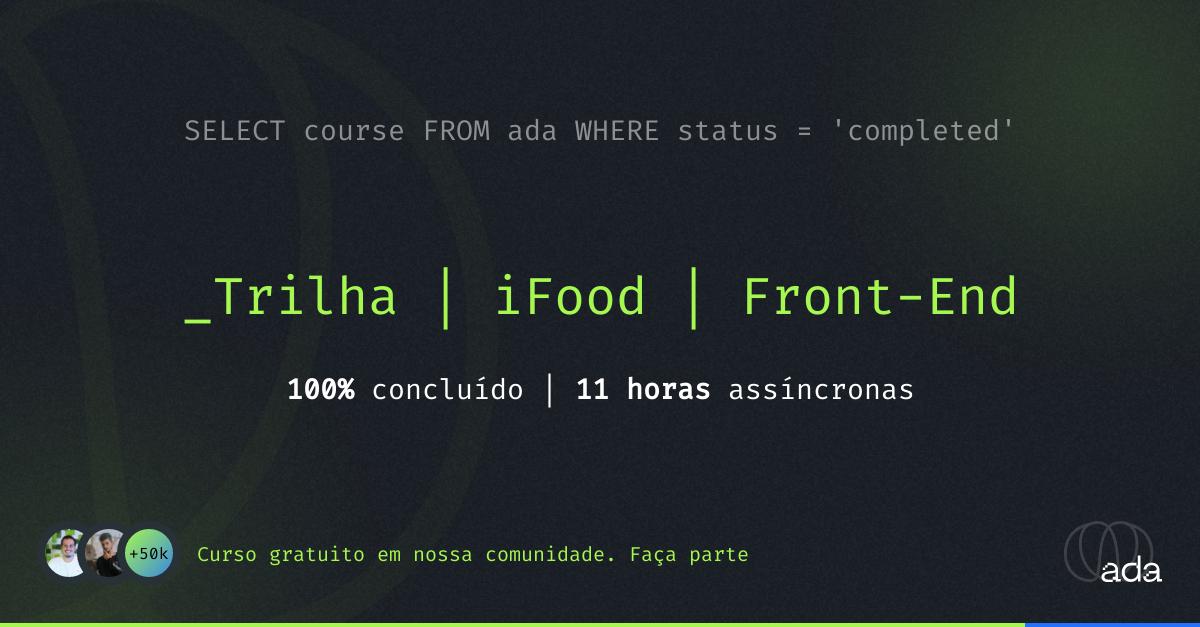 SELECT course FROM ada WHERE status = 'completed'
_Trilha | iFood | Front-End
100% concluído | 11 horas assíncronas
+50k
Curso gratuito em nossa comunidade. Faça parte
ada